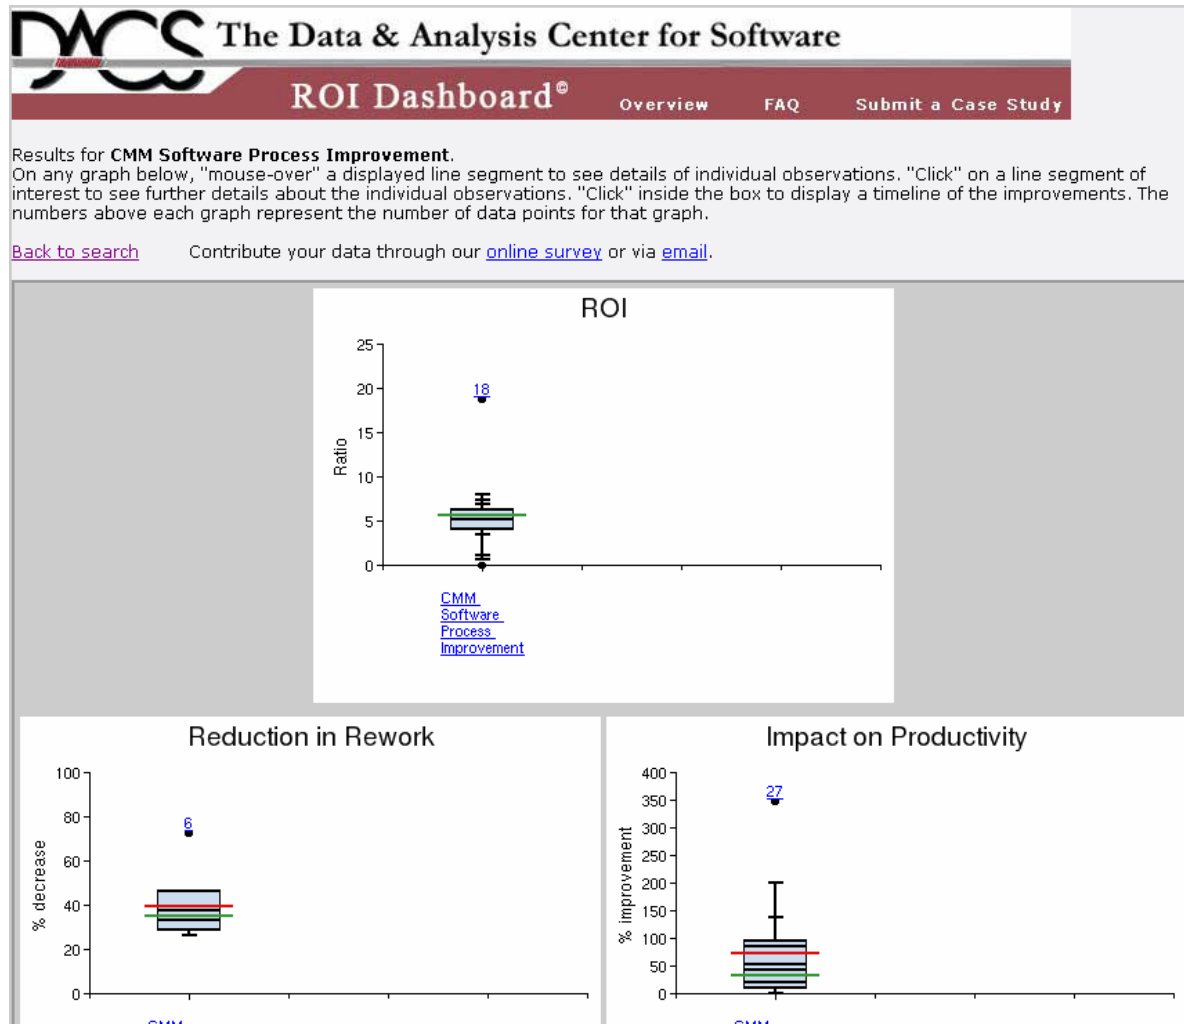 DACS The Data & Analysis Center for Software
ROI Dashboard© Overview FAQ Submit a Case Study
Results for CMM Software Process Improvement.
On any graph below, "mouse-over" a displayed line segment to see details of individual observations. "Click" on a line segment of
interest to see further details about the individual observations. "Click" inside the box to display a timeline of the improvements. The
numbers above each graph represent the number of data points for that graph.
Back to search Contribute your data through our online survey or via email.
ROI
Ratio
25
20
15
10
5
0
18
CMM
Software
Process
Improvement
Reduction in Rework
% decrease
100
80
60
40
20
0
6
CMM
Impact on Productivity
% improvement
400
350
300
250
200
150
100
50
0
27
CMM